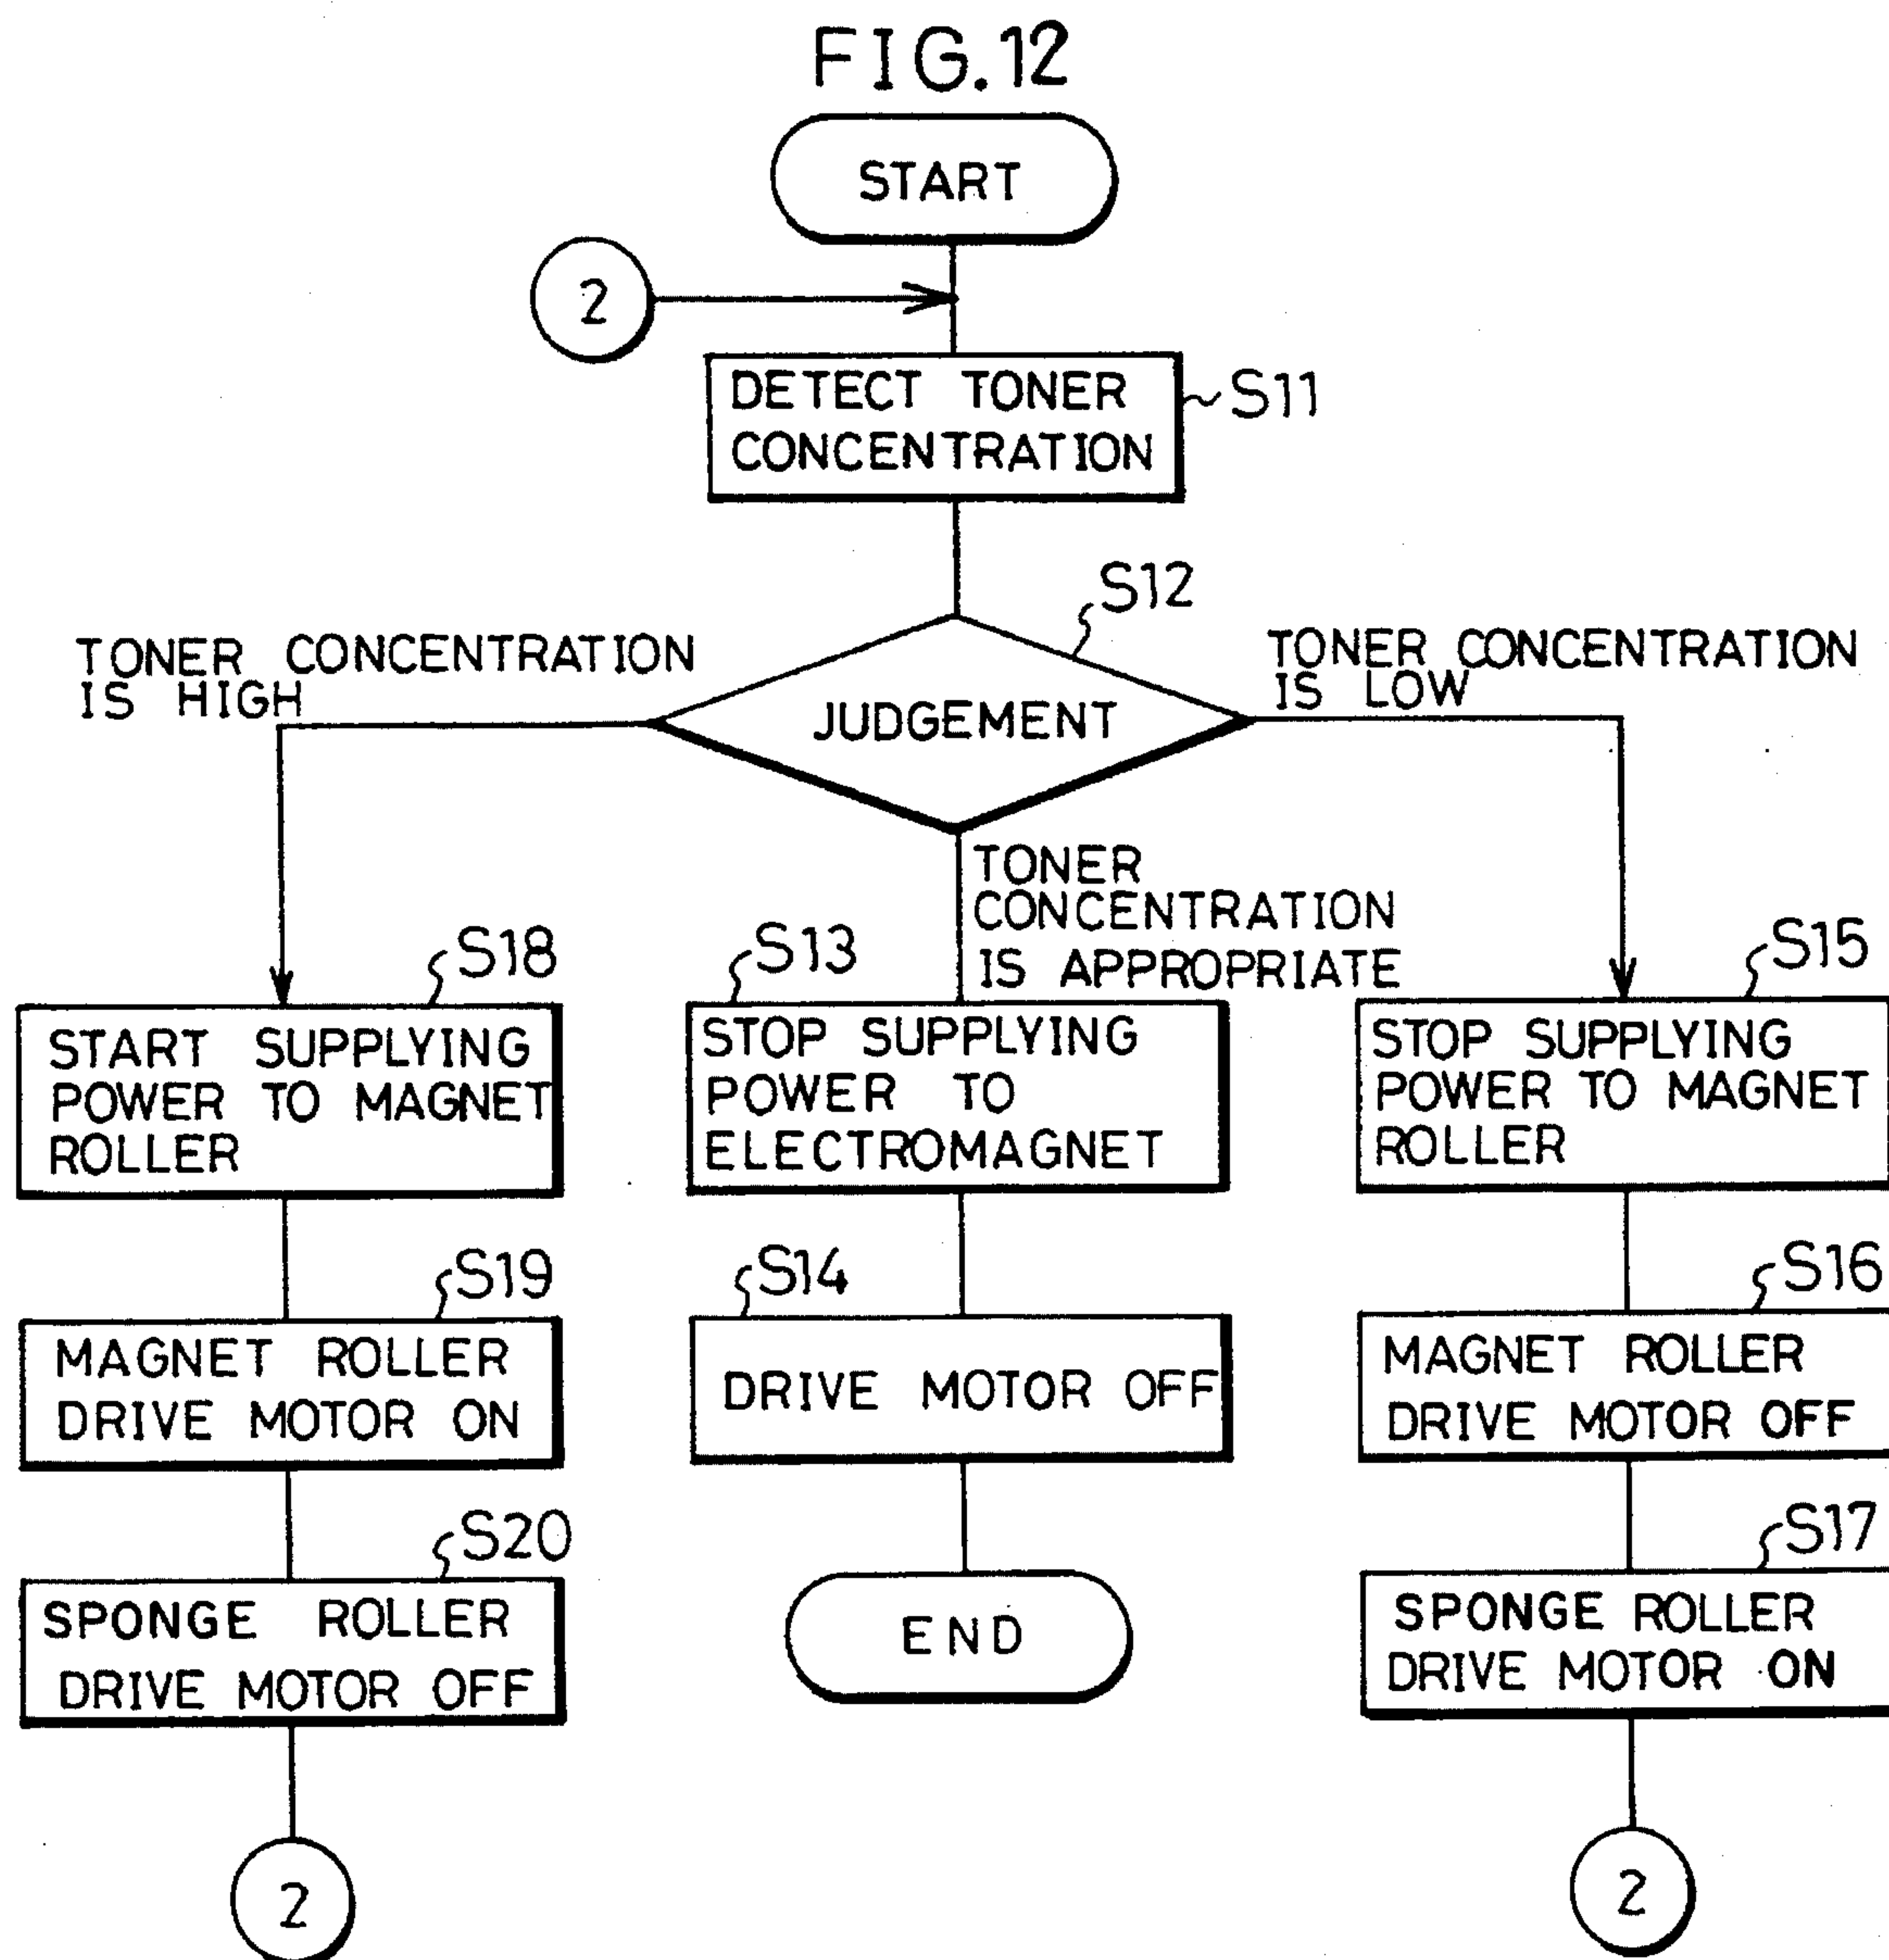 FIG.12
START
2
DETECT TONER
CONCENTRATION
S11
S12
JUDGEMENT
TONER CONCENTRATION
IS HIGH
TONER CONCENTRATION
IS LOW
TONER
CONCENTRATION
IS APPROPRIATE
S18
START SUPPLYING
POWER TO MAGNET
ROLLER
S19
MAGNET ROLLER
DRIVE MOTOR ON
S20
SPONGE ROLLER
DRIVE MOTOR OFF
2
S13
STOP SUPPLYING
POWER TO
ELECTROMAGNET
S14
DRIVE MOTOR OFF
END
S15
STOP SUPPLYING
POWER TO MAGNET
ROLLER
S16
MAGNET ROLLER
DRIVE MOTOR OFF
S17
SPONGE ROLLER
DRIVE MOTOR ON
2